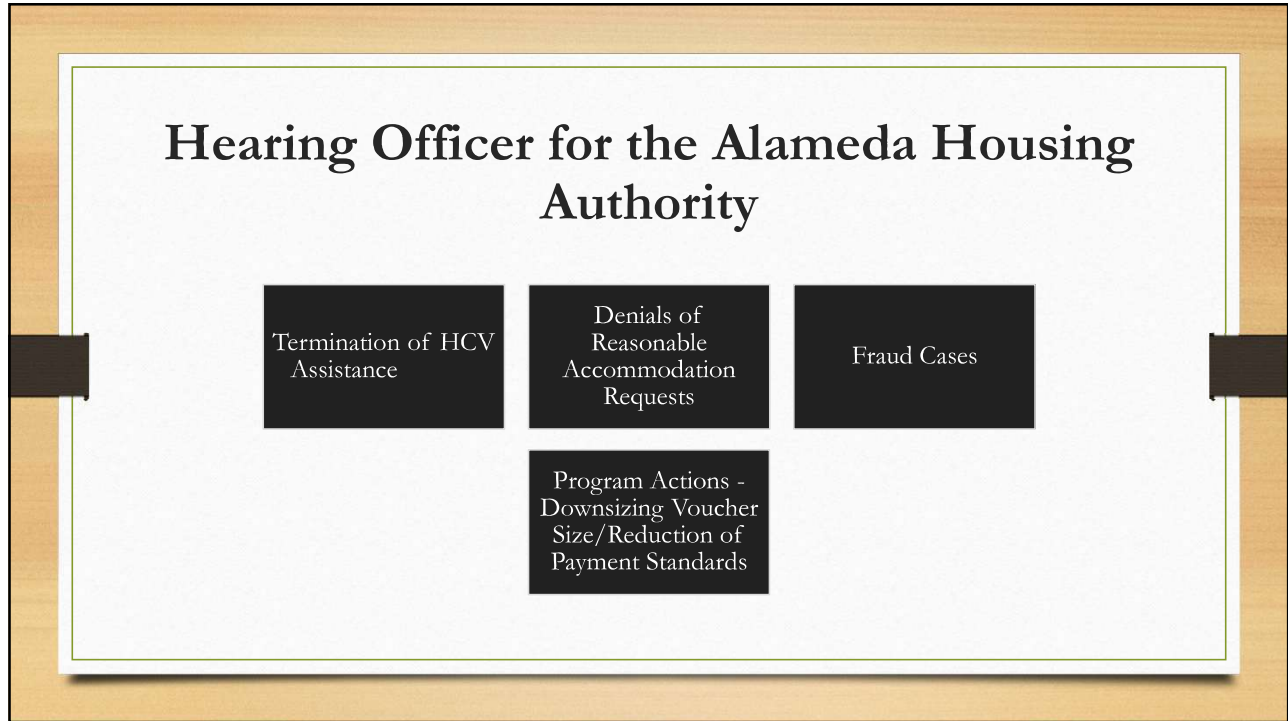 Hearing Officer for the Alameda Housing
Authority
Termination of HCV
Assistance
Denials of
Reasonable
Accommodation
Requests
Fraud Cases
Program Actions -
Downsizing Voucher
Size/Reduction of
Payment Standards